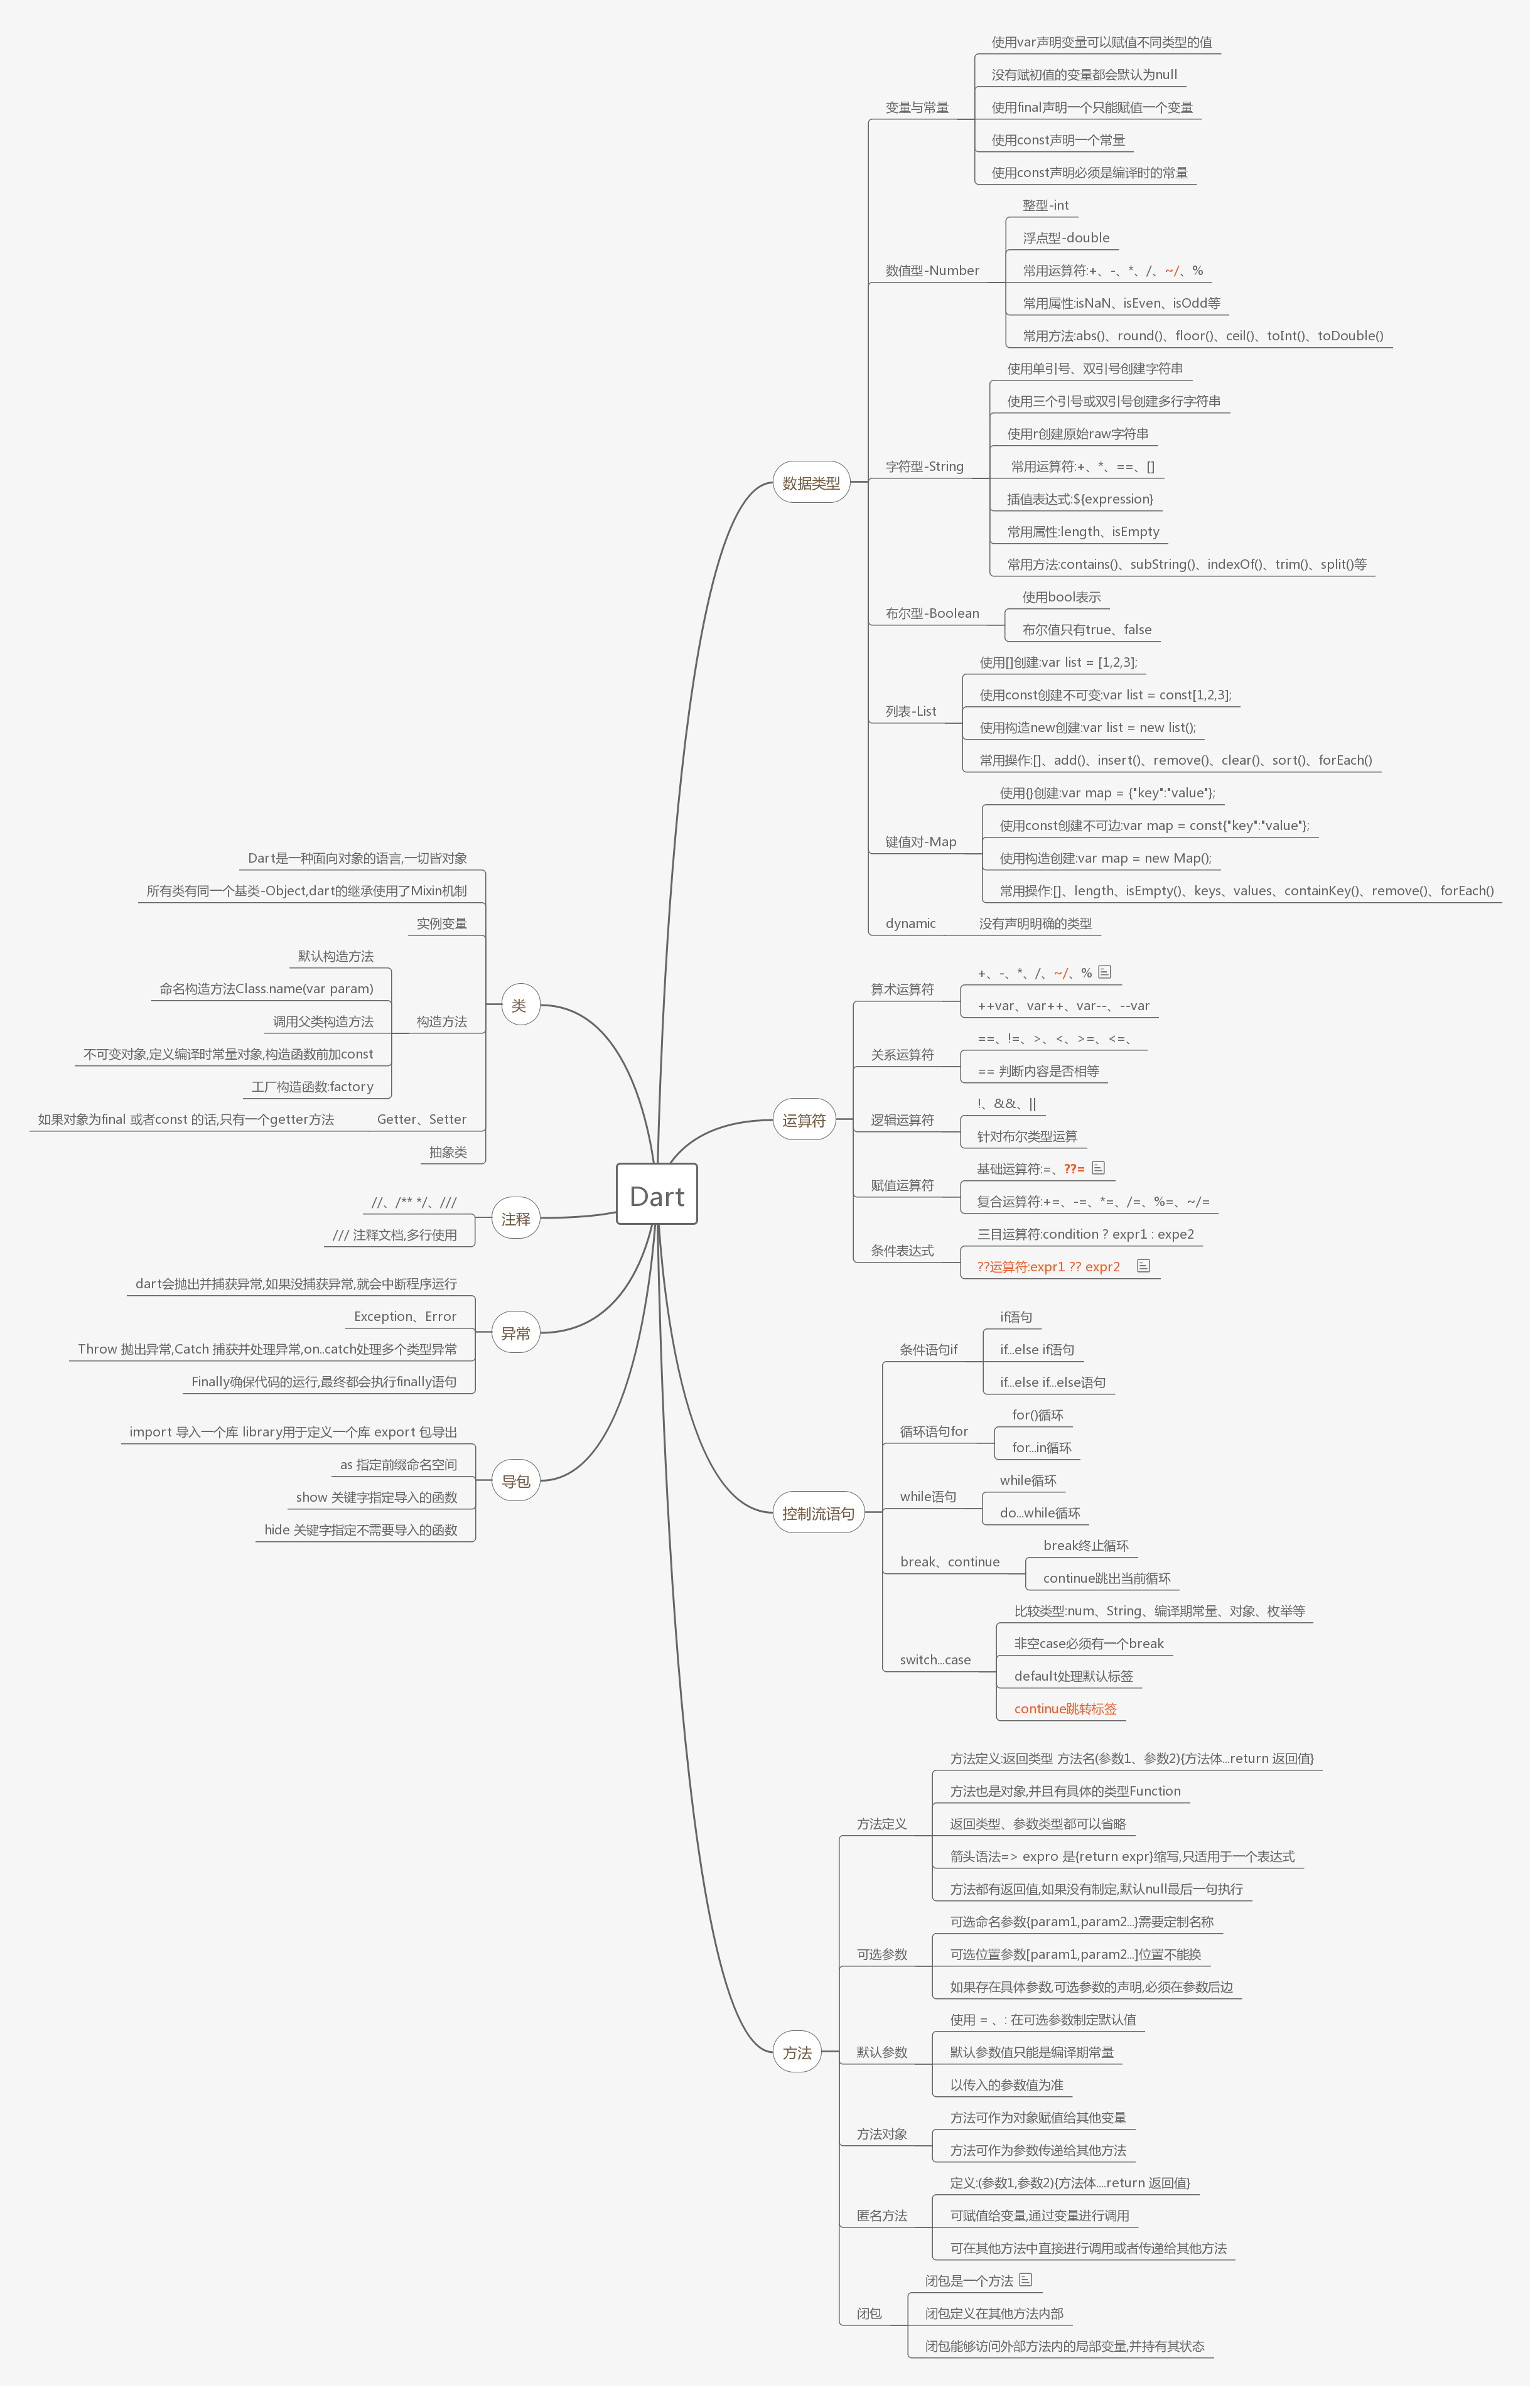 Dart
数据类型
变量与常量
使用var声明变量可以赋值不同类型的值
没有赋初值的变量都会默认为null
使用final声明一个只能赋值一个变量
使用const声明一个常量
使用const声明必须是编译时的常量
数值型-Number
整型-int
浮点型-double
常用运算符:+、-、*、/、~/、%
常用属性:isNaN、isEven、isOdd等
常用方法:abs()、round()、floor()、ceil()、toInt()、toDouble()
字符型-String
使用单引号、双引号创建字符串
使用三个引号或双引号创建多行字符串
使用r创建原始raw字符串
常用运算符:+、*、==、[]
插值表达式:${expression}
常用属性:length、isEmpty
常用方法:contains()、subString()、indexOf()、trim()、split()等
布尔型-Boolean
使用bool表示
布尔值只有true、false
列表-List
使用[]创建:var list = [1,2,3];
使用const创建不可变:var list = const[1,2,3];
使用构造new创建:var list = new list();
常用操作:[]、add()、insert()、remove()、clear()、sort()、forEach()
键值对-Map
使用{}创建:var map = {"key":"value"};
使用const创建不可边:var map = const{"key":"value"};
使用构造创建:var map = new Map();
常用操作:[]、length、isEmpty()、keys、values、containKey()、remove()、forEach()
dynamic
没有声明明确的类型
运算符
算术运算符
+、-、*、/、~/、%
++var、var++、var--、--var
关系运算符
==、!=、>、<、>=、<=、
== 判断内容是否相等
逻辑运算符
!、&&、||
针对布尔类型运算
赋值运算符
基础运算符:=、??=
复合运算符:+=、-=、*=、/=、%=、~/=
条件表达式
三目运算符:condition ? expr1 : expe2
??运算符:expr1 ?? expr2
控制流语句
条件语句if
if语句
if...else if语句
if...else if...else语句
循环语句for
for()循环
for...in循环
while语句
while循环
do...while循环
break、continue
break终止循环
continue跳出当前循环
switch...case
比较类型:num、String、编译期常量、对象、枚举等
非空case必须有一个break
default处理默认标签
continue跳转标签
方法
方法定义
方法定义:返回类型 方法名(参数1、参数2){方法体...return 返回值}
方法也是对象,并且有具体的类型Function
返回类型、参数类型都可以省略
箭头语法=> expro 是{return expr}缩写,只适用于一个表达式
方法都有返回值,如果没有制定,默认null最后一句执行
可选参数
可选命名参数{param1,param2...}需要定制名称
可选位置参数[param1,param2...]位置不能换
如果存在具体参数,可选参数的声明,必须在参数后边
默认参数
使用 = 、: 在可选参数制定默认值
默认参数值只能是编译期常量
以传入的参数值为准
方法对象
方法可作为对象赋值给其他变量
方法可作为参数传递给其他方法
匿名方法
定义:(参数1,参数2){方法体....return 返回值}
可赋值给变量,通过变量进行调用
可在其他方法中直接进行调用或者传递给其他方法
闭包
闭包是一个方法
闭包定义在其他方法内部
闭包能够访问外部方法内的局部变量,并持有其状态
类
Dart是一种面向对象的语言,一切皆对象
所有类有同一个基类-Object,dart的继承使用了Mixin机制
实例变量
构造方法
默认构造方法
命名构造方法Class.name(var param)
调用父类构造方法
不可变对象,定义编译时常量对象,构造函数前加const
工厂构造函数:factory
Getter、Setter
如果对象为final 或者const 的话,只有一个getter方法
抽象类
注释
//、/** */、///
/// 注释文档,多行使用
异常
dart会抛出并捕获异常,如果没捕获异常,就会中断程序运行
Exception、Error
Throw 抛出异常,Catch 捕获并处理异常,on..catch处理多个类型异常
Finally确保代码的运行,最终都会执行finally语句
导包
import 导入一个库 library用于定义一个库 export 包导出
as 指定前缀命名空间
show 关键字指定导入的函数
hide 关键字指定不需要导入的函数